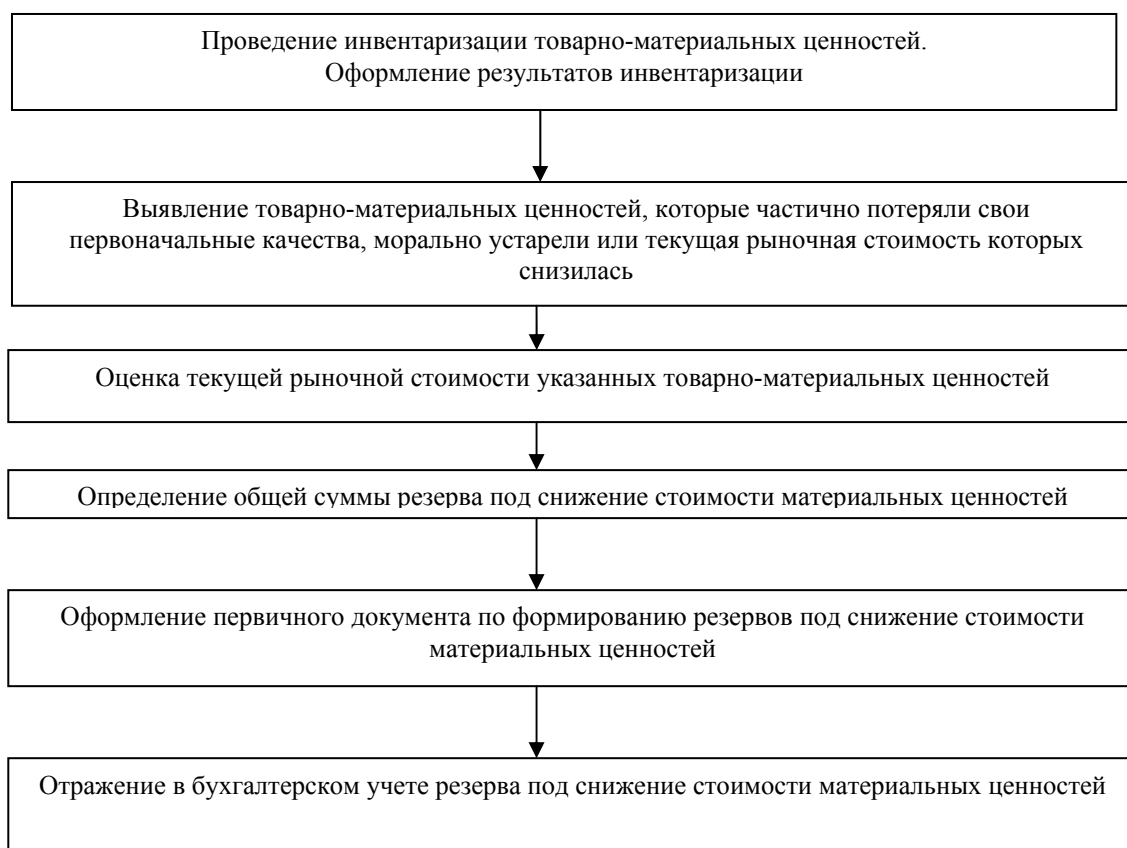 Проведение инвентаризации товарно-материальных ценностей.
Оформление результатов инвентаризации
Выявление товарно-материальных ценностей, которые частично потеряли свои
первоначальные качества, морально устарели или текущая рыночная стоимость которых
снизилась
Оценка текущей рыночной стоимости указанных товарно-материальных ценностей
Определение общей суммы резерва под снижение стоимости материальных ценностей
Оформление первичного документа по формированию резервов под снижение стоимости
материальных ценностей
Отражение в бухгалтерском учете резерва под снижение стоимости материальных ценностей